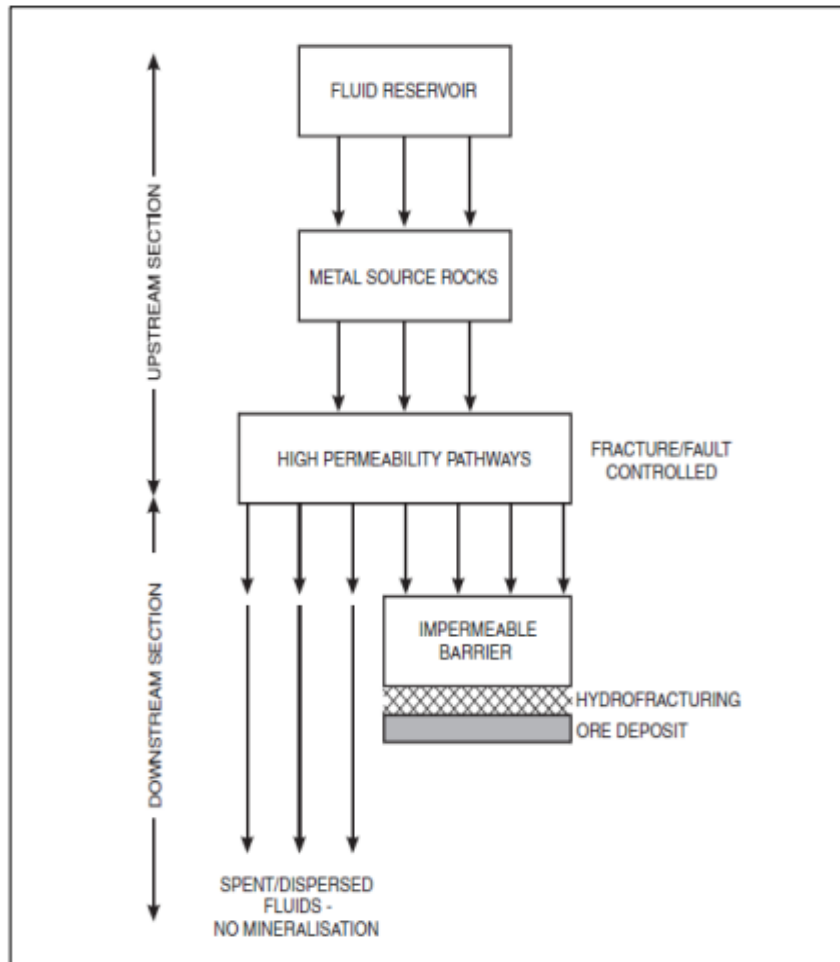 FLUID RESERVOIR
METAL SOURCE ROCKS
UPSTREAM SECTION
HIGH PERMEABILITY PATHWAYS
FRACTURE/FAULT
CONTROLLED
DOWNSTREAM SECTION
IMPERMEABLE
BARRIER
HYDROFRACTURING
ORE DEPOSIT
SPENT/DISPERSED
FLUIDS -
NO MINERALISATION